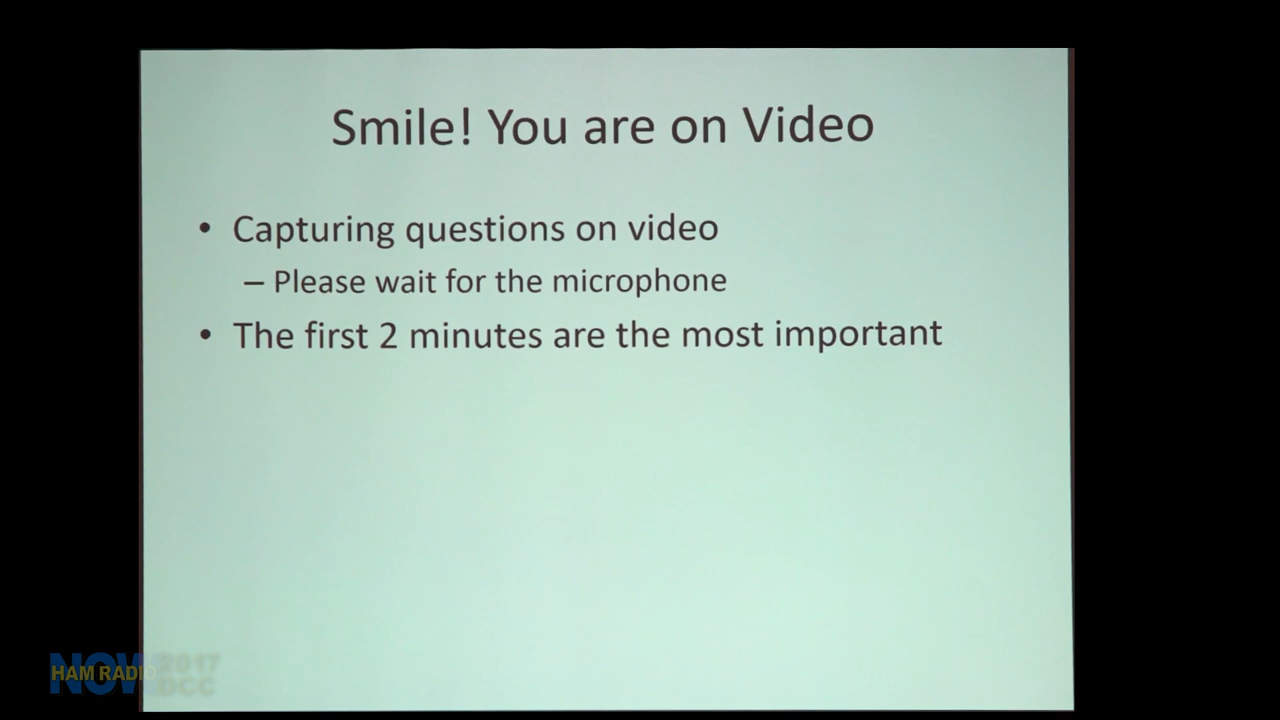 Smile! You are on Video
• Capturing questions on video
– Please wait for the microphone
• The first 2 minutes are the most important
NOW 2017
HAM RADIO
DCC